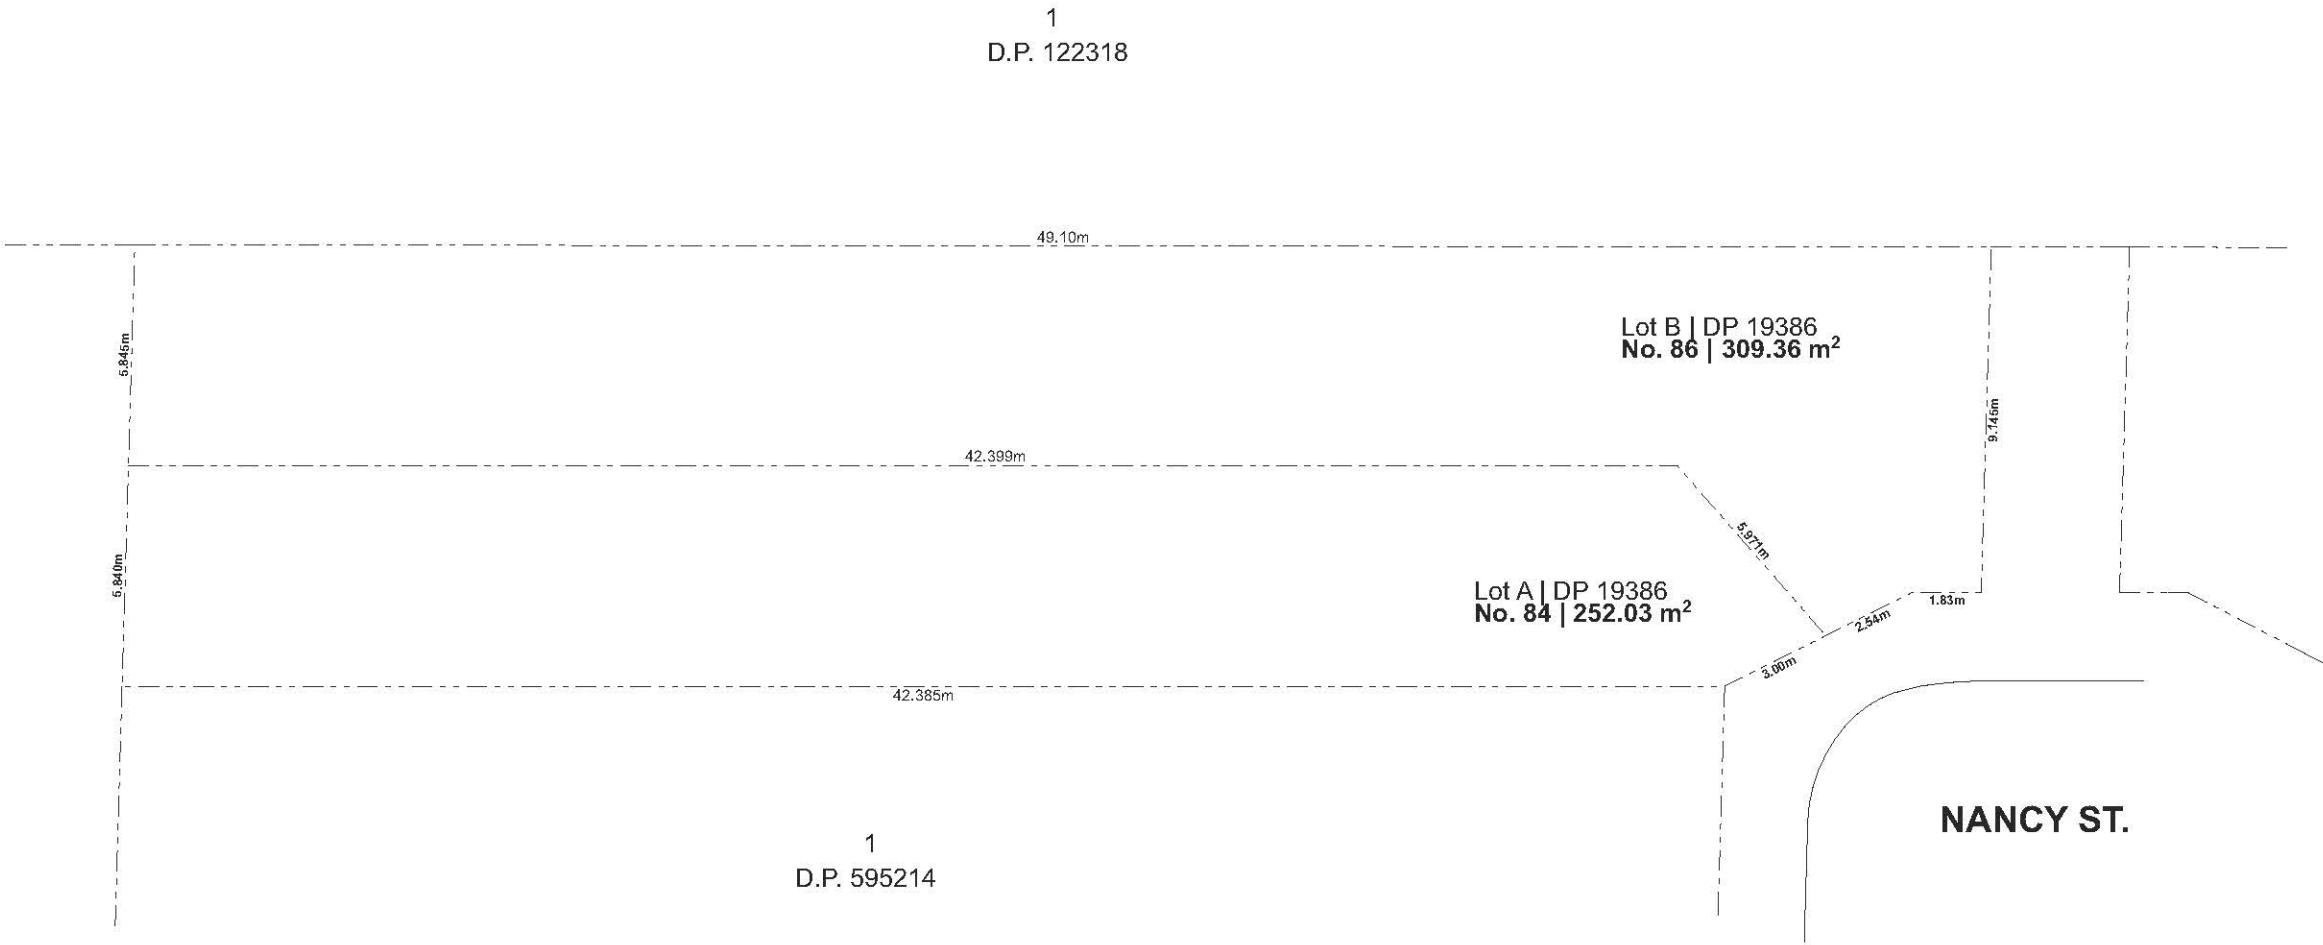 1
D.P. 122318
49.10m
5.845m
Lot B | DP 19386
No. 86 | 309.36 m²
9.145m
42.399m
5.971m
5.840m
Lot A | DP 19386
No. 84 | 252.03 m²
1.83m
2.54m
3.00m
42.385m
NANCY ST.
1
D.P. 595214